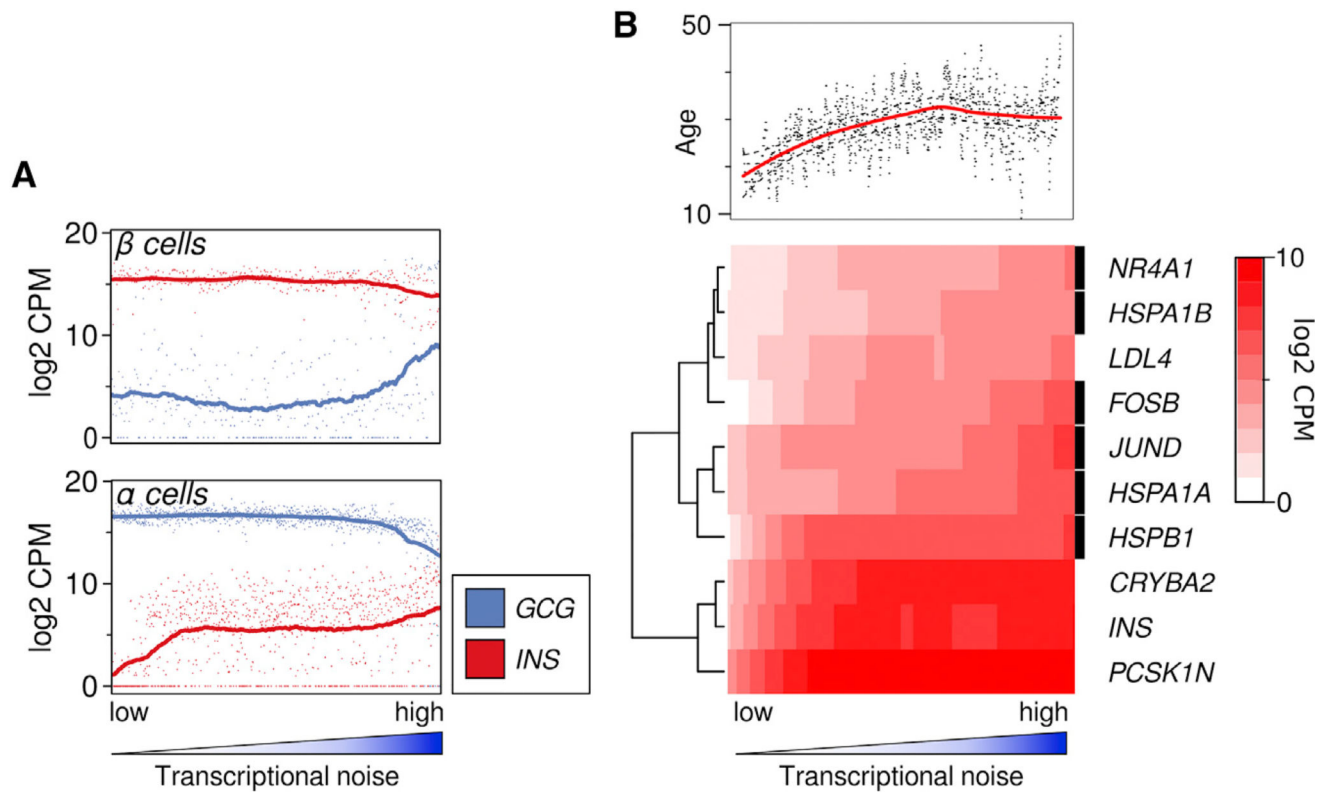 A
20
β cells
log2 CPM
10
0
20
α cells
log2 CPM
10
0
low high
Transcriptional noise
GCG
INS
B
50
Age
10
NR4A1
HSPA1B
LDL4
FOSB
JUND
HSPA1A
HSPB1
CRYBA2
INS
PCSK1N
low high
Transcriptional noise
10
log2 CPM
0